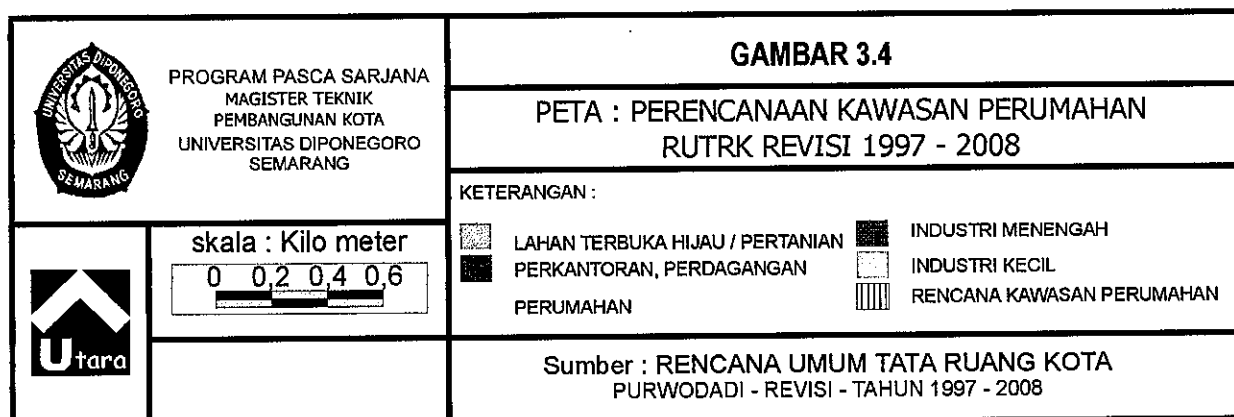 UNIVERSITAS DIPONEGORO
SEMARANG
PROGRAM PASCA SARJANA
MAGISTER TEKNIK
PEMBANGUNAN KOTA
UNIVERSITAS DIPONEGORO
SEMARANG
GAMBAR 3.4
PETA : PERENCANAAN KAWASAN PERUMAHAN
RUTRK REVISI 1997 - 2008
KETERANGAN :
LAHAN TERBUKA HIJAU / PERTANIAN
PERKANTORAN, PERDAGANGAN
PERUMAHAN
INDUSTRI MENENGAH
INDUSTRI KECIL
RENCANA KAWASAN PERUMAHAN
Utara
skala : Kilo meter
0 0,2 0,4 0,6
Sumber : RENCANA UMUM TATA RUANG KOTA
PURWODADI - REVISI - TAHUN 1997 - 2008